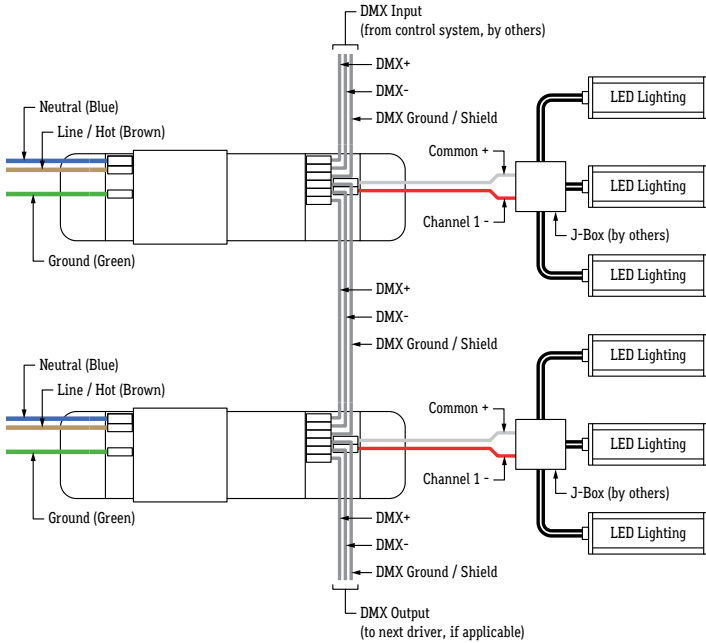 DMX Input
(from control system, by others)
DMX+
DMX-
DMX Ground / Shield
Neutral (Blue)
Line / Hot (Brown)
Ground (Green)
Common +
Channel 1 -
J-Box (by others)
LED Lighting
LED Lighting
LED Lighting
DMX+
DMX-
DMX Ground / Shield
Neutral (Blue)
Line / Hot (Brown)
Ground (Green)
Common +
Channel 1 -
J-Box (by others)
LED Lighting
LED Lighting
LED Lighting
DMX+
DMX-
DMX Ground / Shield
DMX Output
(to next driver, if applicable)